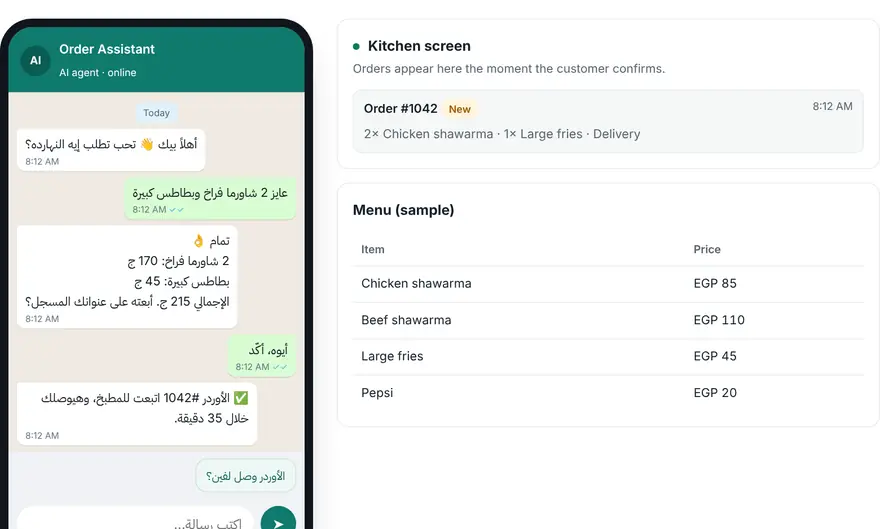 AI
Order Assistant
AI agent · online
Today
أهلاً بيك 👋 تحب تطلب إيه النهارده؟
8:12 AM
عايز 2 شاورما فراخ وبطاطس كبيرة
8:12 AM ✓✓
تمام 👌
2 شاورما فراخ: 170 ج
بطاطس كبيرة: 45 ج
الإجمالي 215 ج. أبعته على عنوانك المسجل؟
8:12 AM
أيوه، أكّد
8:12 AM ✓✓
✅ الأوردر #1042 اتبعت للمطبخ، وهيوصلك
خلال 35 دقيقة.
8:12 AM
الأوردر وصل لفين؟
اكتب رسالة...
Kitchen screen
Orders appear here the moment the customer confirms.
Order #1042 New 8:12 AM
2× Chicken shawarma · 1× Large fries · Delivery
Menu (sample)
Item Price
Chicken shawarma EGP 85
Beef shawarma EGP 110
Large fries EGP 45
Pepsi EGP 20